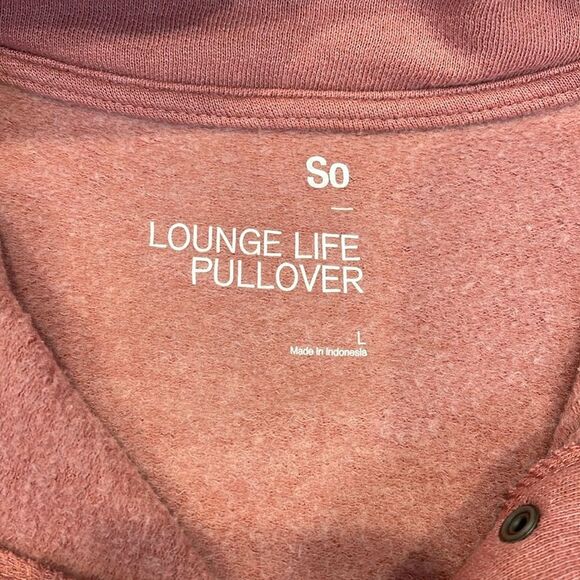 So
LOUNGE LIFE
PULLOVER
L
Made in Indonesia